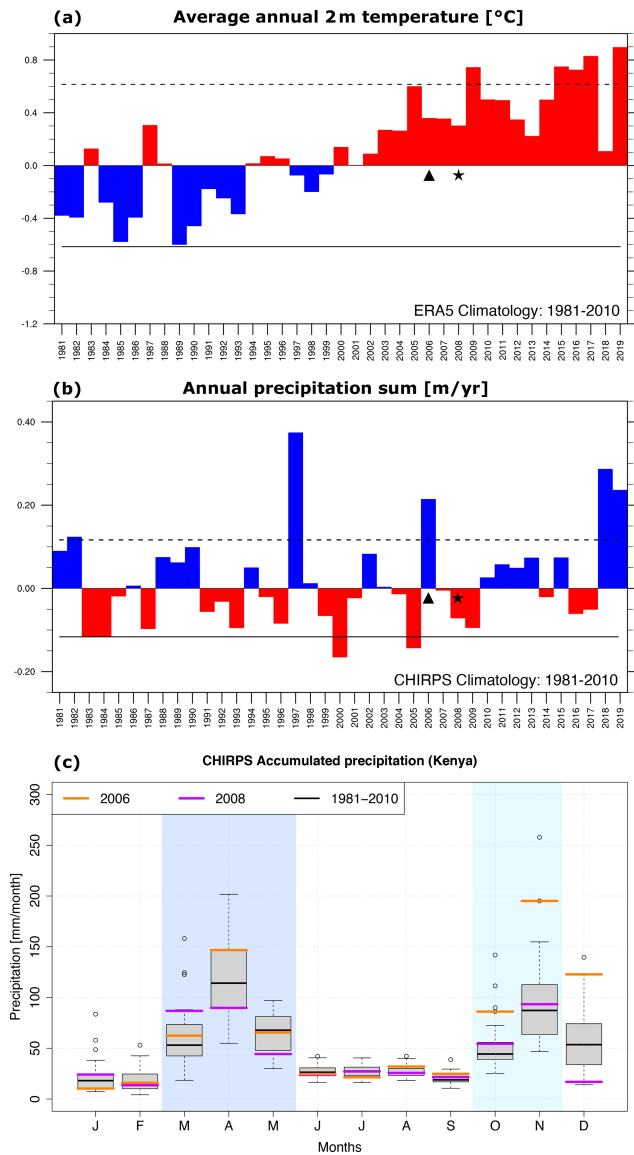 (a) Average annual 2m temperature [°C]
0.8
0.4
0.0
-0.4
-0.8
-1.2
ERA5 Climatology: 1981-2010
1981 1982 1983 1984 1985 1986 1987 1988 1989 1990 1991 1992 1993 1994 1995 1996 1997 1998 1999 2000 2001 2002 2003 2004 2005 2006 2007 2008 2009 2010 2011 2012 2013 2014 2015 2016 2017 2018 2019
(b) Annual precipitation sum [m/yr]
0.40
0.20
0.00
-0.20
CHIRPS Climatology: 1981-2010
1981 1982 1983 1984 1985 1986 1987 1988 1989 1990 1991 1992 1993 1994 1995 1996 1997 1998 1999 2000 2001 2002 2003 2004 2005 2006 2007 2008 2009 2010 2011 2012 2013 2014 2015 2016 2017 2018 2019
(c) CHIRPS Accumulated precipitation (Kenya)
2006 2008 1981−2010
Precipitation [mm/month]
300
250
200
150
100
50
0
J F M A M J J A S O N D
Months